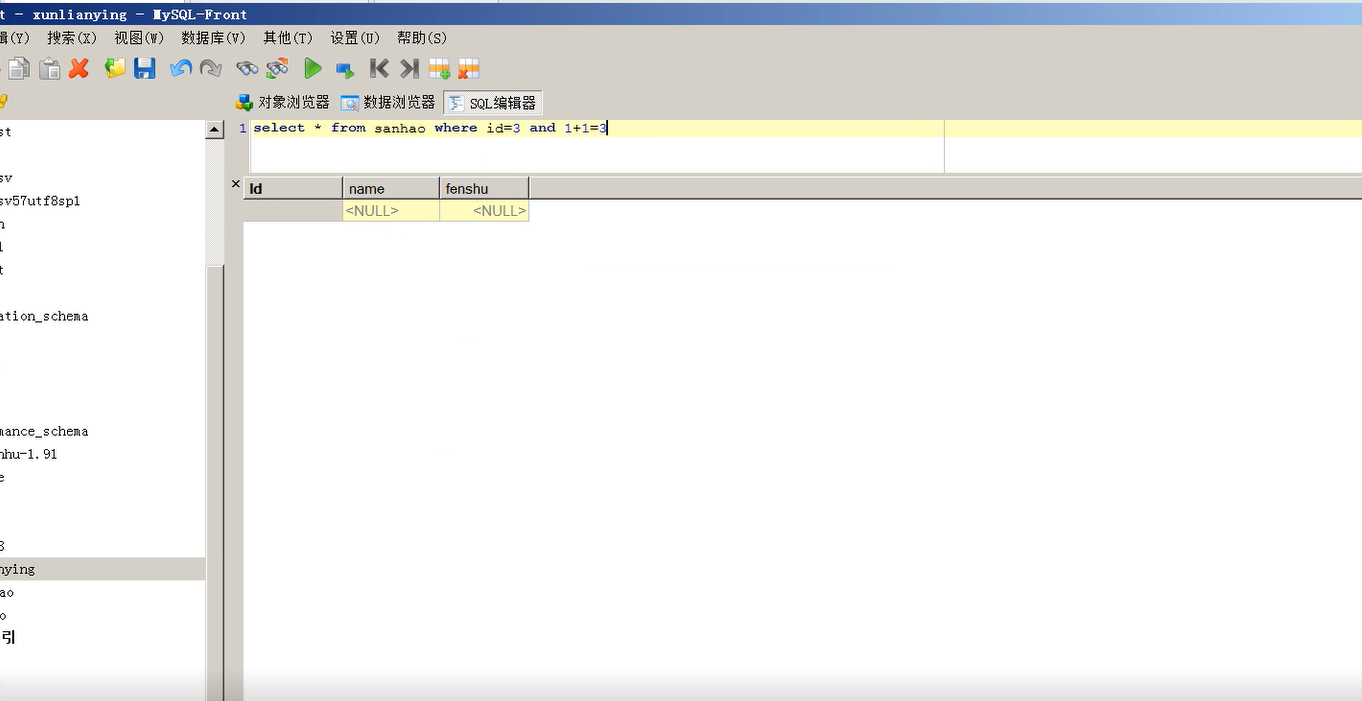 t - xunlianying - MySQL-Front
辑(Y) 搜索(X) 视图(W) 数据库(V) 其他(T) 设置(U) 帮助(S)
对象浏览器 数据浏览器 SQL编辑器
st
1 select * from sanhao where id=3 and 1+1=3
sv
Id name fenshu
sv57utf8sp1
<NULL> <NULL>
n
l
t
ation_schema
mance_schema
nhu-1.91
e
3
nying
ao
o
引